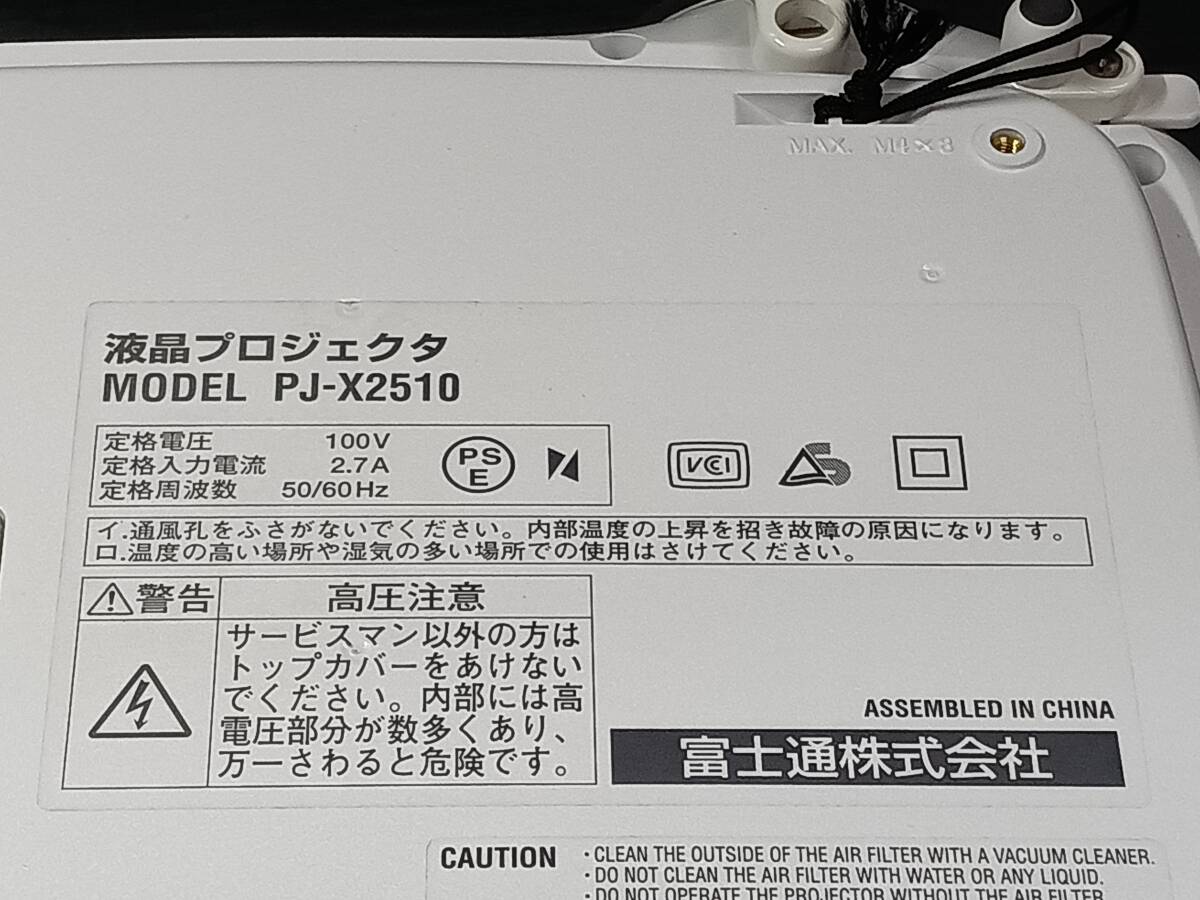 MAX. M4×8
液晶プロジェクタ
MODEL PJ-X2510
定格電圧 100V
定格入力電流 2.7A
定格周波数 50/60Hz
PS
E
VCI
S
イ.通風孔をふさがないでください。内部温度の上昇を招き故障の原因になります。
ロ.温度の高い場所や湿気の多い場所での使用はさけてください。
警告
高圧注意
サービスマン以外の方は
トップカバーをあけない
でください。内部には高
電圧部分が数多くあり、
万一さわると危険です。
ASSEMBLED IN CHINA
富士通株式会社
CAUTION
・CLEAN THE OUTSIDE OF THE AIR FILTER WITH A VACUUM CLEANER.
・DO NOT CLEAN THE AIR FILTER WITH WATER OR ANY LIQUID.
・DO NOT OPERATE THE PROJECTOR WITHOUT THE AIR FILTER.